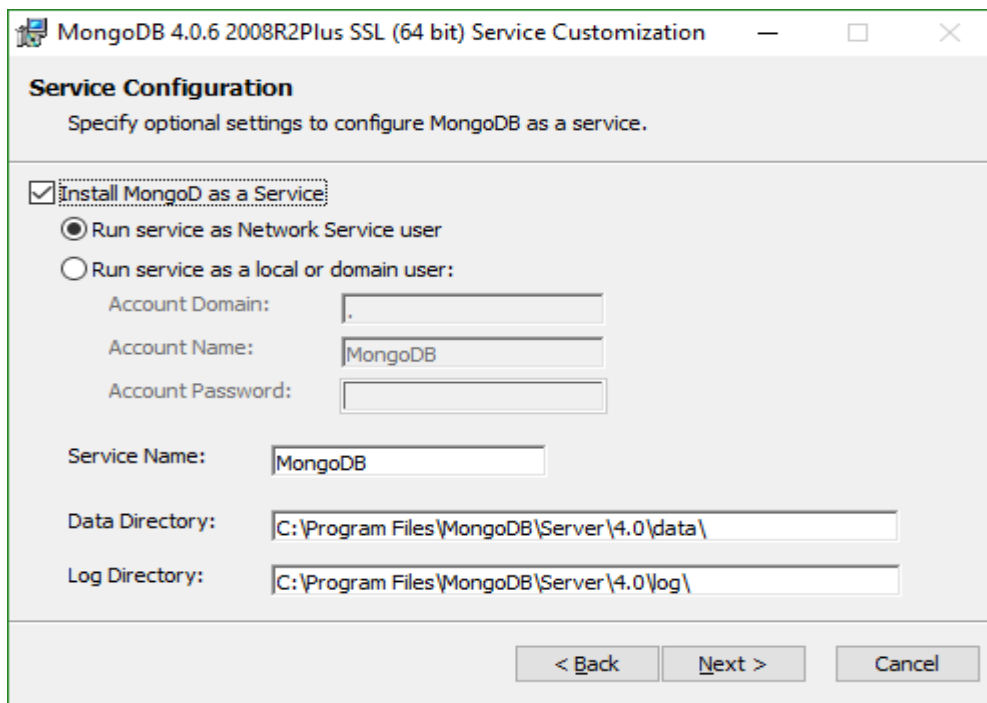 MongoDB 4.0.6 2008R2Plus SSL (64 bit) Service Customization
Service Configuration
Specify optional settings to configure MongoDB as a service.
Install MongoD as a Service
Run service as Network Service user
Run service as a local or domain user:
Account Domain: .
Account Name: MongoDB
Account Password:
Service Name: MongoDB
Data Directory: C:\Program Files\MongoDB\Server\4.0\data\
Log Directory: C:\Program Files\MongoDB\Server\4.0\log\
< Back Next > Cancel